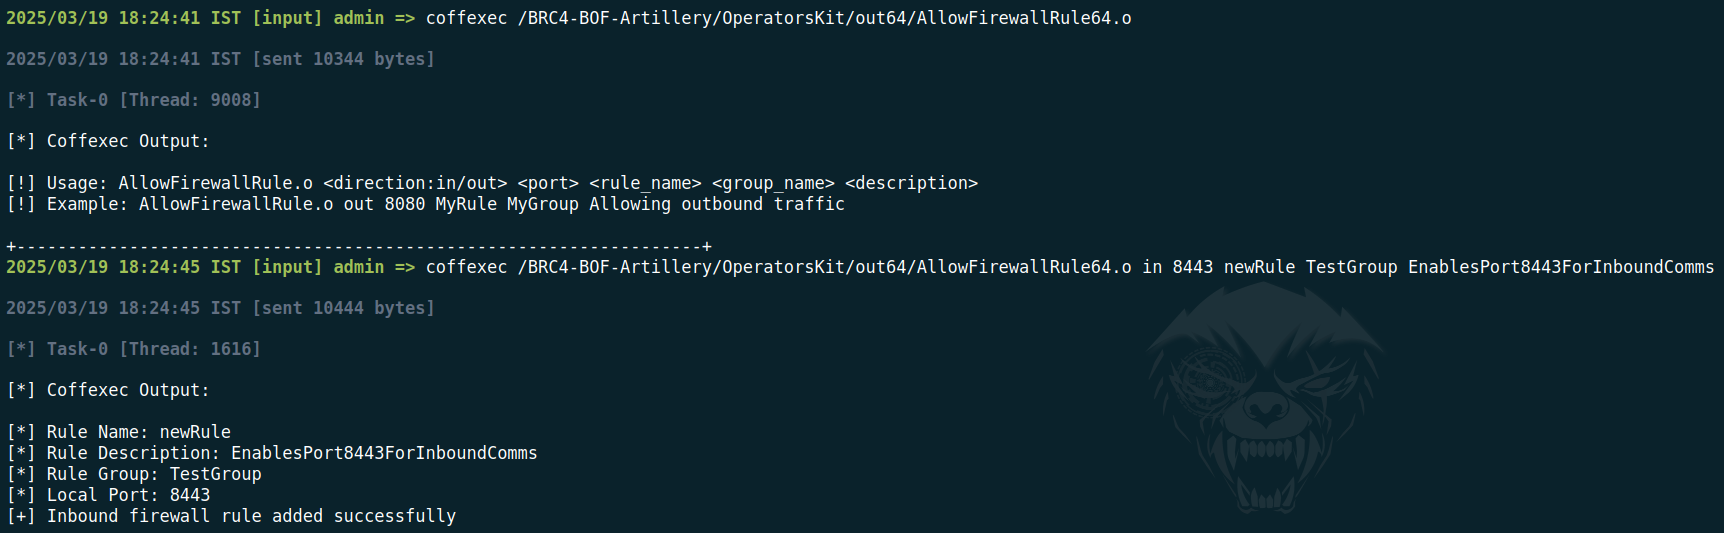 2025/03/19 18:24:41 IST [input] admin => coffexec /BRC4-BOF-Artillery/OperatorsKit/out64/AllowFirewallRule64.o
2025/03/19 18:24:41 IST [sent 10344 bytes]
[*] Task-0 [Thread: 9008]
[*] Coffexec Output:
[!] Usage: AllowFirewallRule.o <direction:in/out> <port> <rule_name> <group_name> <description>
[!] Example: AllowFirewallRule.o out 8080 MyRule MyGroup Allowing outbound traffic
+-------------------------------------------------------------------+
2025/03/19 18:24:45 IST [input] admin => coffexec /BRC4-BOF-Artillery/OperatorsKit/out64/AllowFirewallRule64.o in 8443 newRule TestGroup EnablesPort8443ForInboundComms
2025/03/19 18:24:45 IST [sent 10444 bytes]
[*] Task-0 [Thread: 1616]
[*] Coffexec Output:
[*] Rule Name: newRule
[*] Rule Description: EnablesPort8443ForInboundComms
[*] Rule Group: TestGroup
[*] Local Port: 8443
[+] Inbound firewall rule added successfully